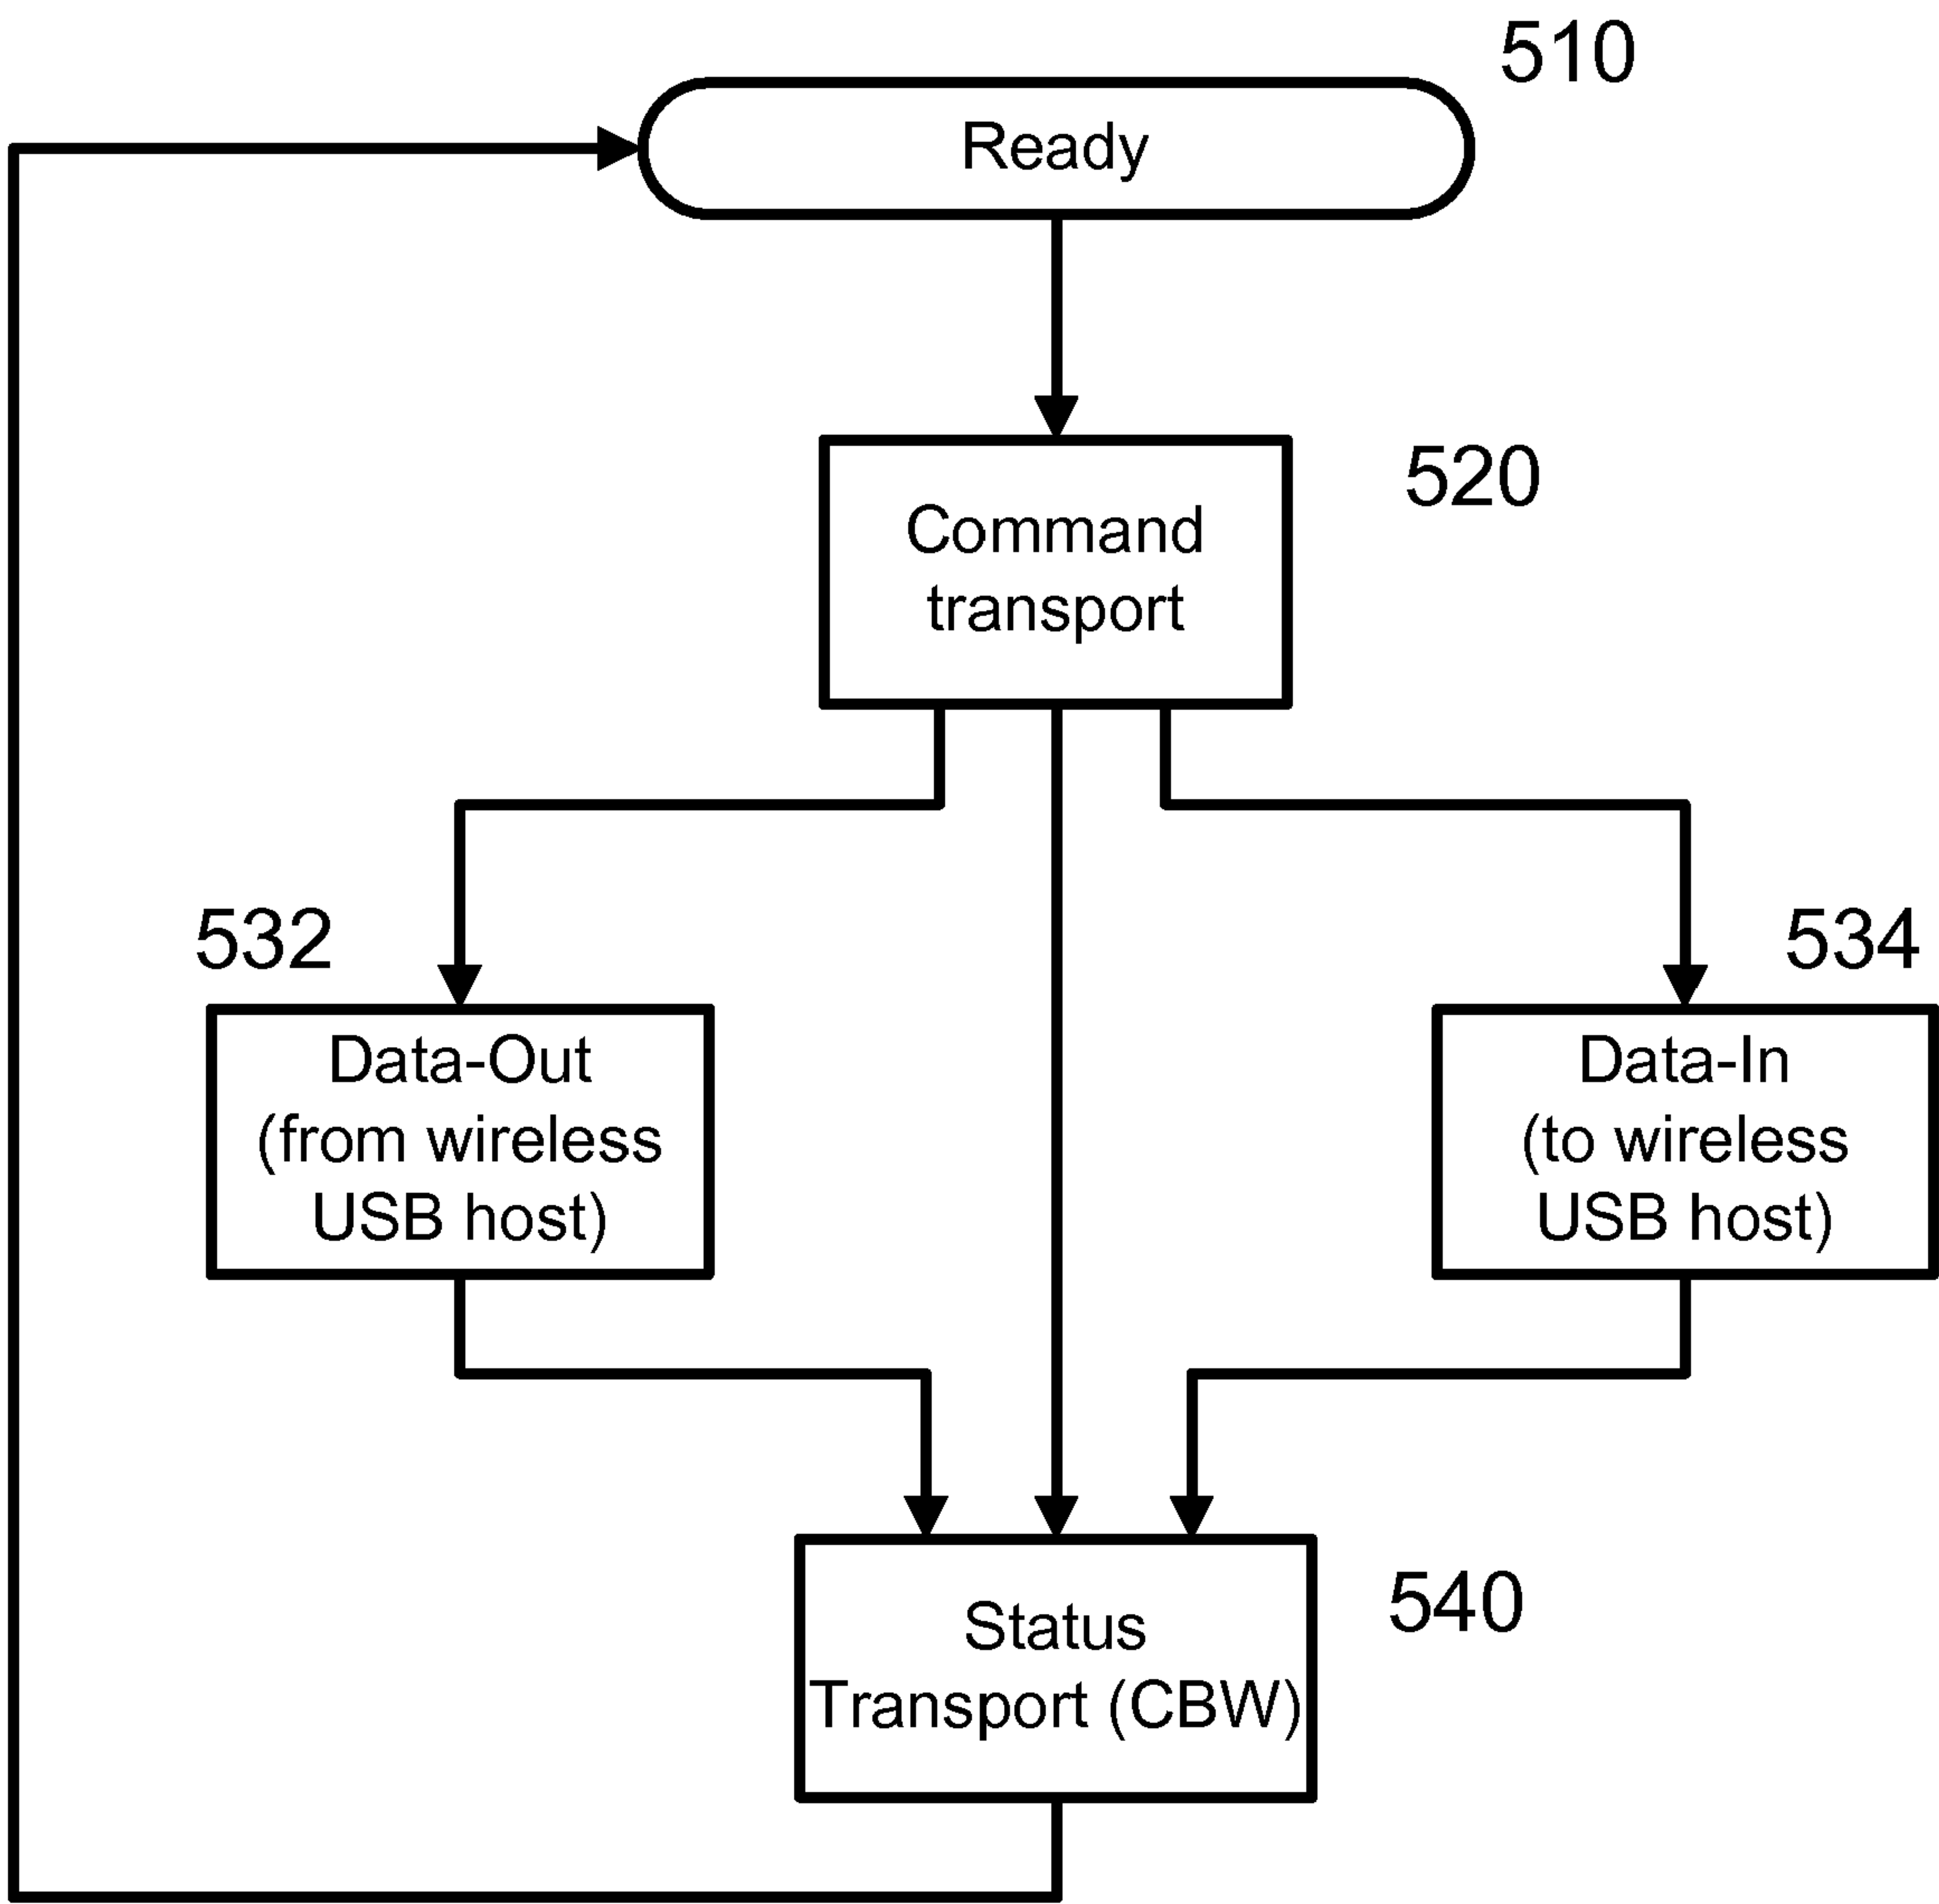 510
Ready
520
Command
transport
532
534
Data-Out
(from wireless
USB host)
Data-In
(to wireless
USB host)
540
Status
Transport (CBW)